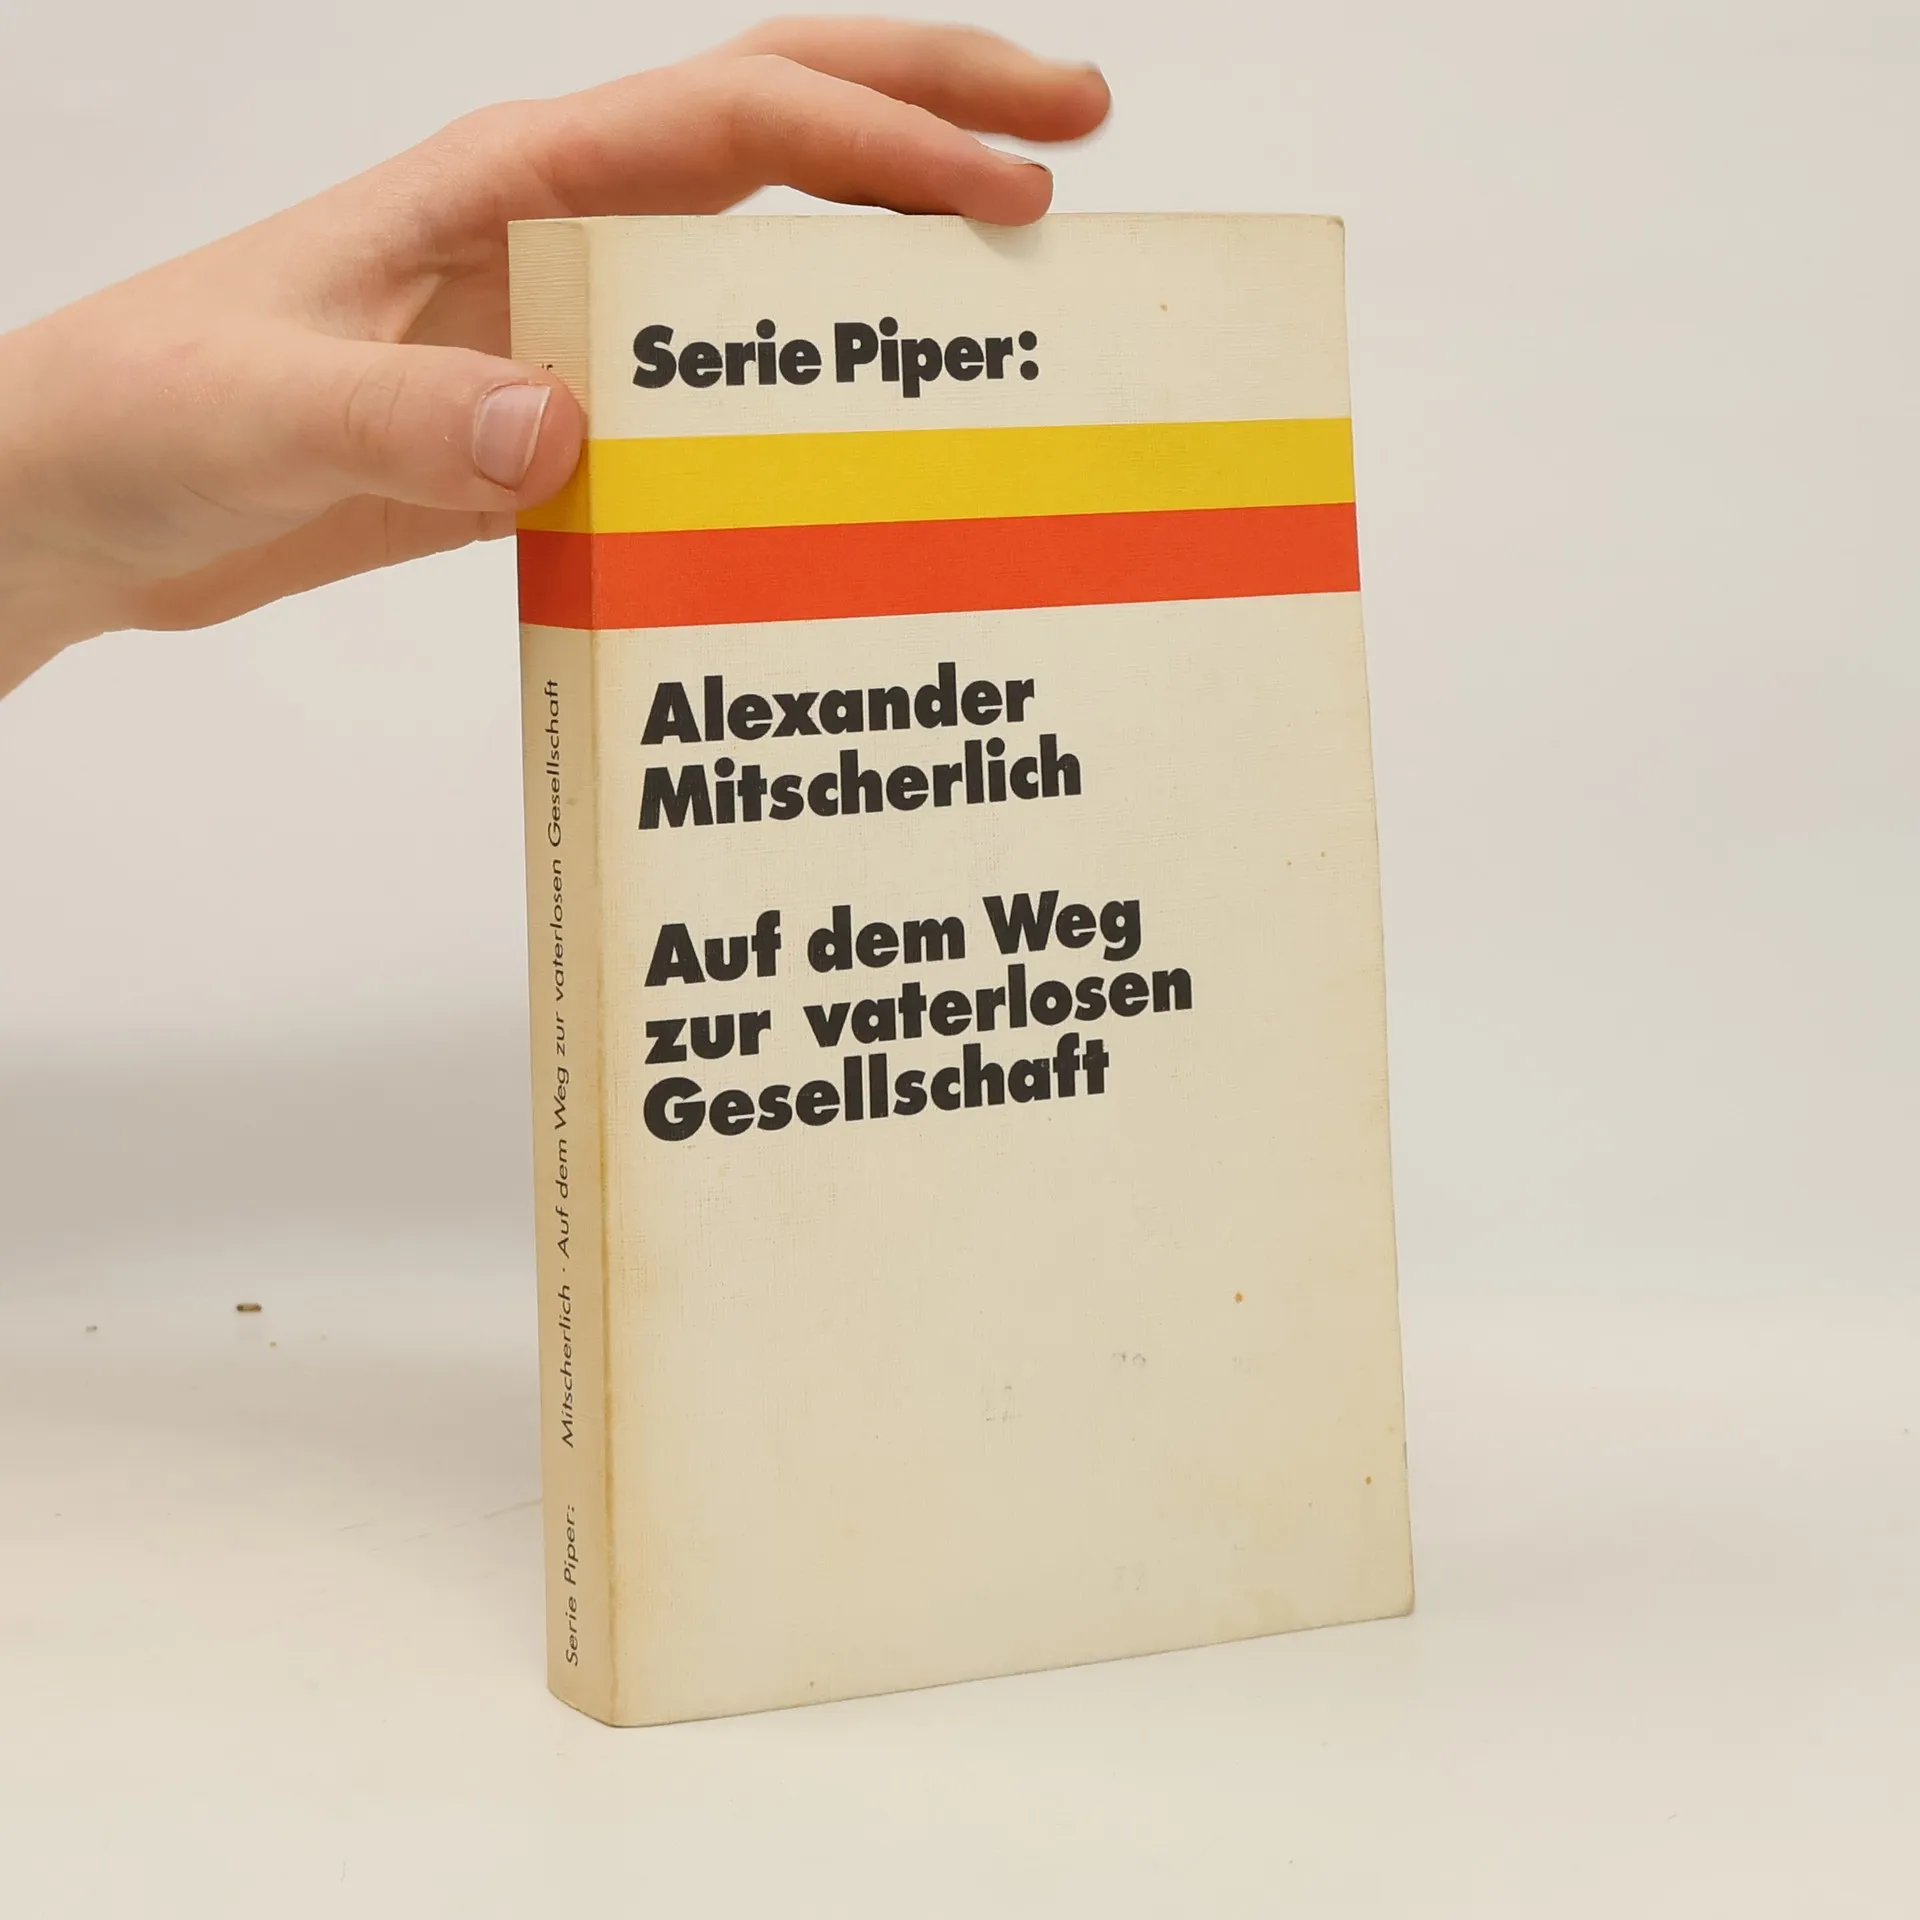 Serie Piper:
Alexander
Mitscherlich
Auf dem Weg
zur vaterlosen
Gesellschaft
Serie Piper: Mitscherlich · Auf dem Weg zur vaterlosen Gesellschaft